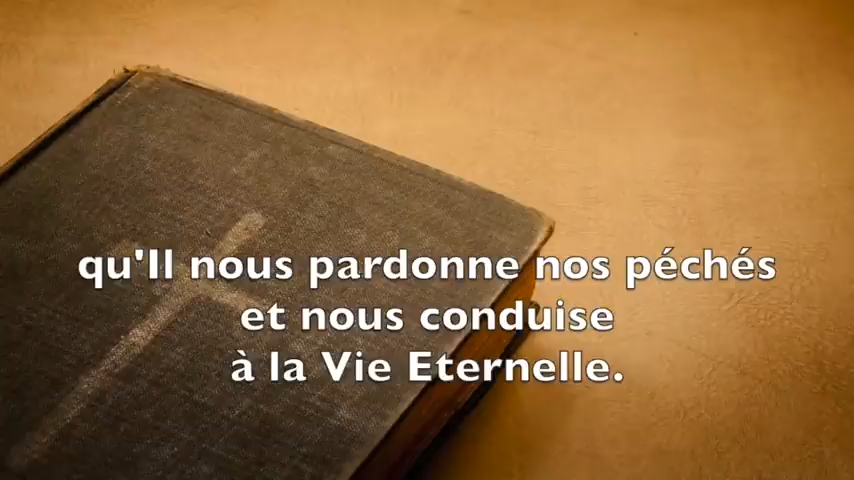 qu'Il nous pardonne nos péchés
et nous conduise
à la Vie Eternelle.